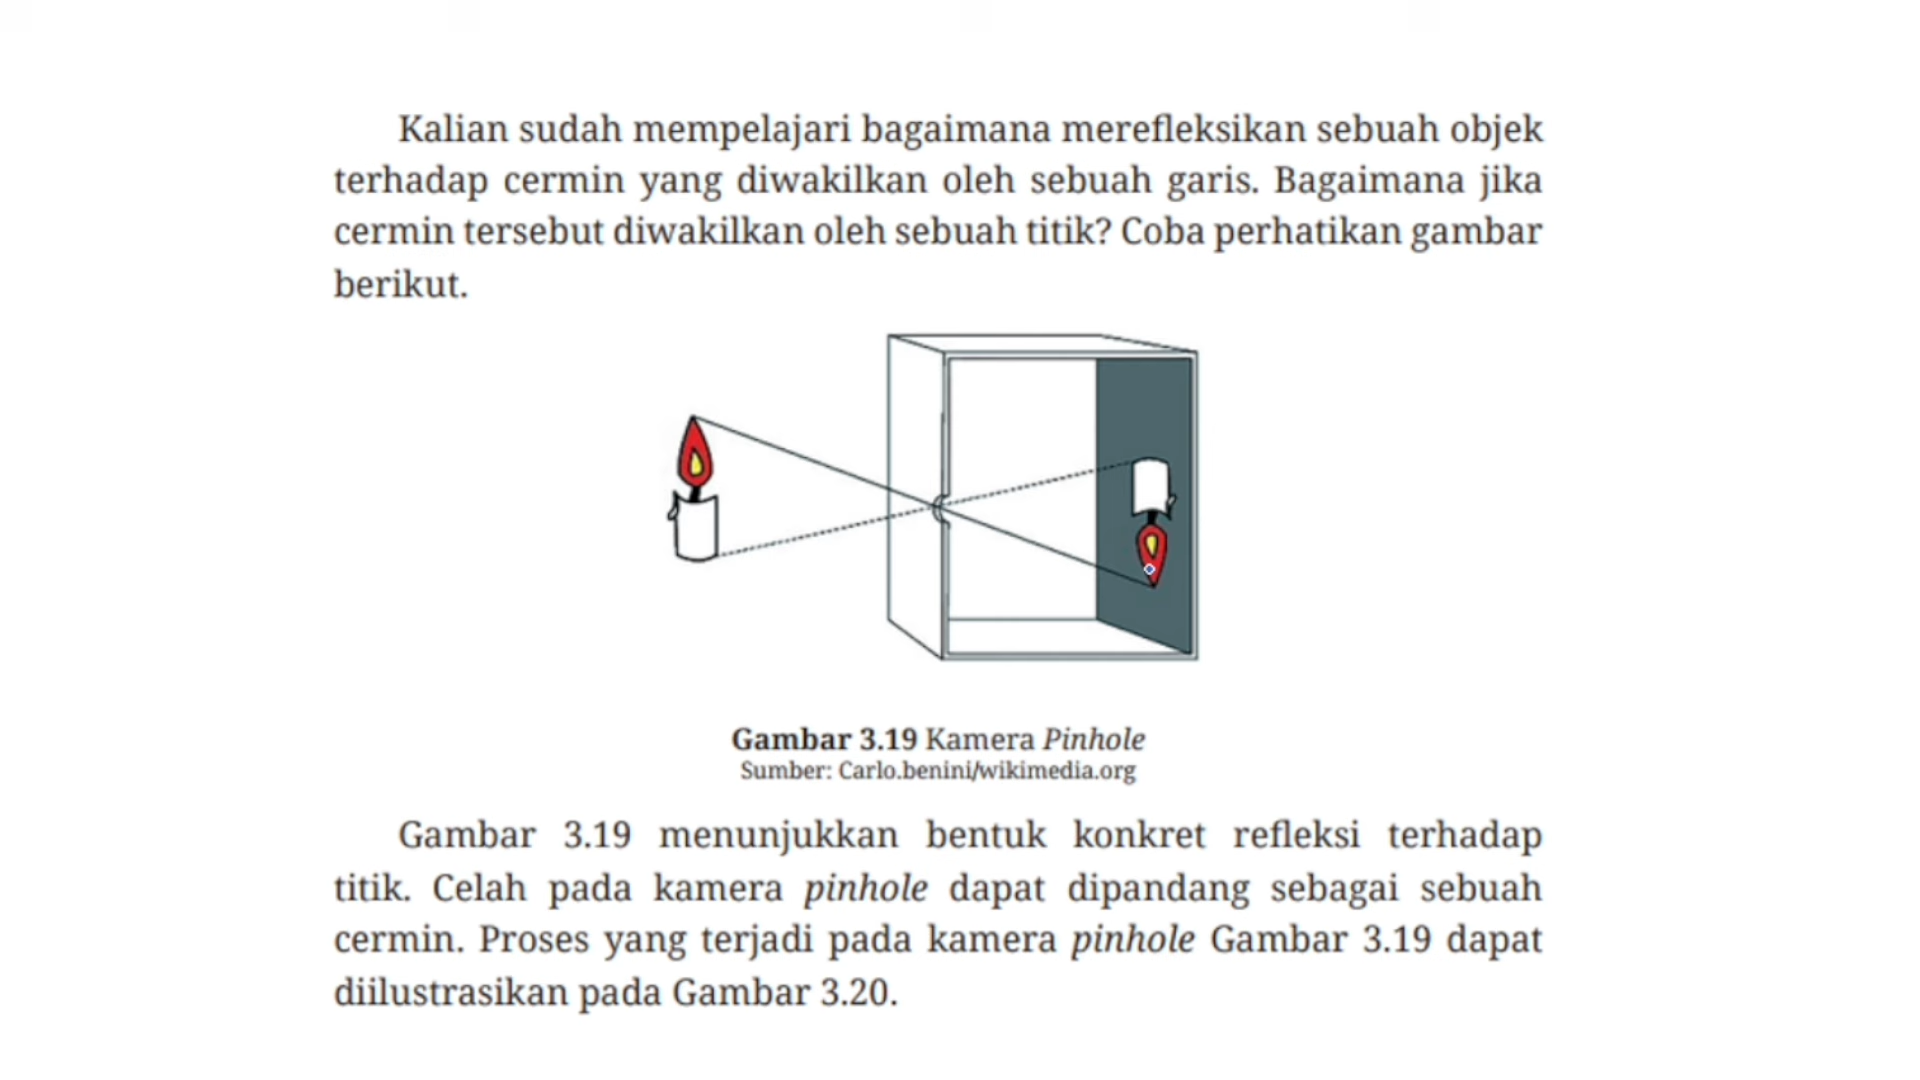 Kalian sudah mempelajari bagaimana merefleksikan sebuah objek
terhadap cermin yang diwakilkan oleh sebuah garis. Bagaimana jika
cermin tersebut diwakilkan oleh sebuah titik? Coba perhatikan gambar
berikut.
Gambar 3.19 Kamera Pinhole
Sumber: Carlo.benini/wikimedia.org
Gambar 3.19 menunjukkan bentuk konkret refleksi terhadap
titik. Celah pada kamera pinhole dapat dipandang sebagai sebuah
cermin. Proses yang terjadi pada kamera pinhole Gambar 3.19 dapat
diilustrasikan pada Gambar 3.20.